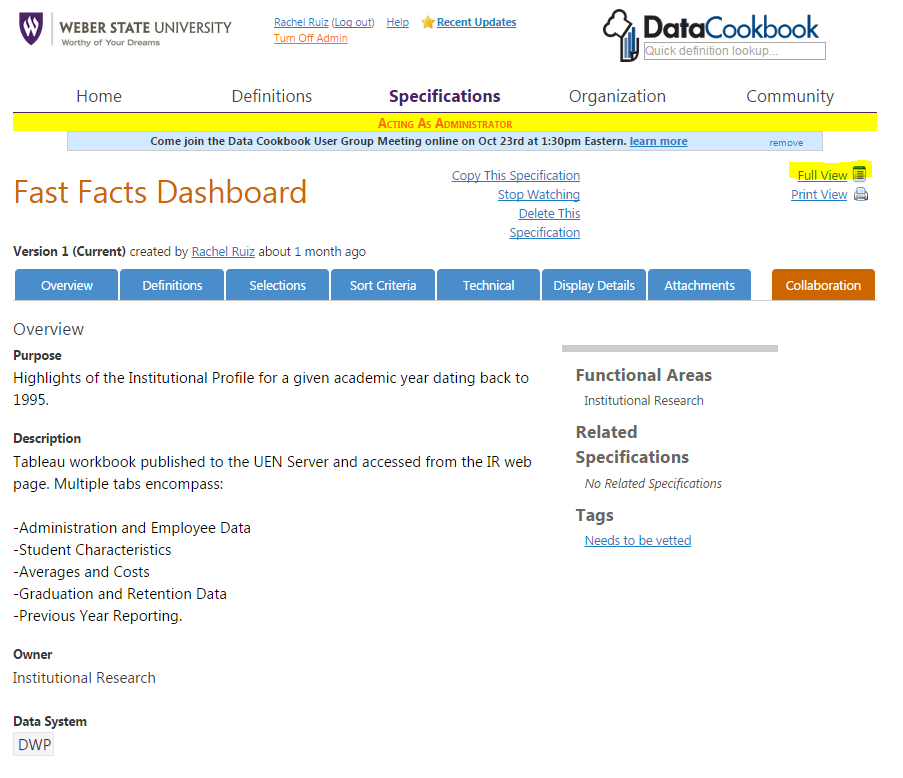 WEBER STATE UNIVERSITY
Worthy of Your Dreams
Rachel Ruiz (Log out) Help Recent Updates
Turn Off Admin
DataCookbook
Quick definition lookup...
Home Definitions Specifications Organization Community
Acting As Administrator
Come join the Data Cookbook User Group Meeting online on Oct 23rd at 1:30pm Eastern. learn more remove
Fast Facts Dashboard
Copy This Specification
Stop Watching
Delete This
Specification
Full View
Print View
Version 1 (Current) created by Rachel Ruiz about 1 month ago
Overview Definitions Selections Sort Criteria Technical Display Details Attachments Collaboration
Overview
Purpose
Highlights of the Institutional Profile for a given academic year dating back to
1995.
Description
Tableau workbook published to the UEN Server and accessed from the IR web
page. Multiple tabs encompass:
-Administration and Employee Data
-Student Characteristics
-Averages and Costs
-Graduation and Retention Data
-Previous Year Reporting.
Owner
Institutional Research
Data System
DWP
Functional Areas
Institutional Research
Related
Specifications
No Related Specifications
Tags
Needs to be vetted